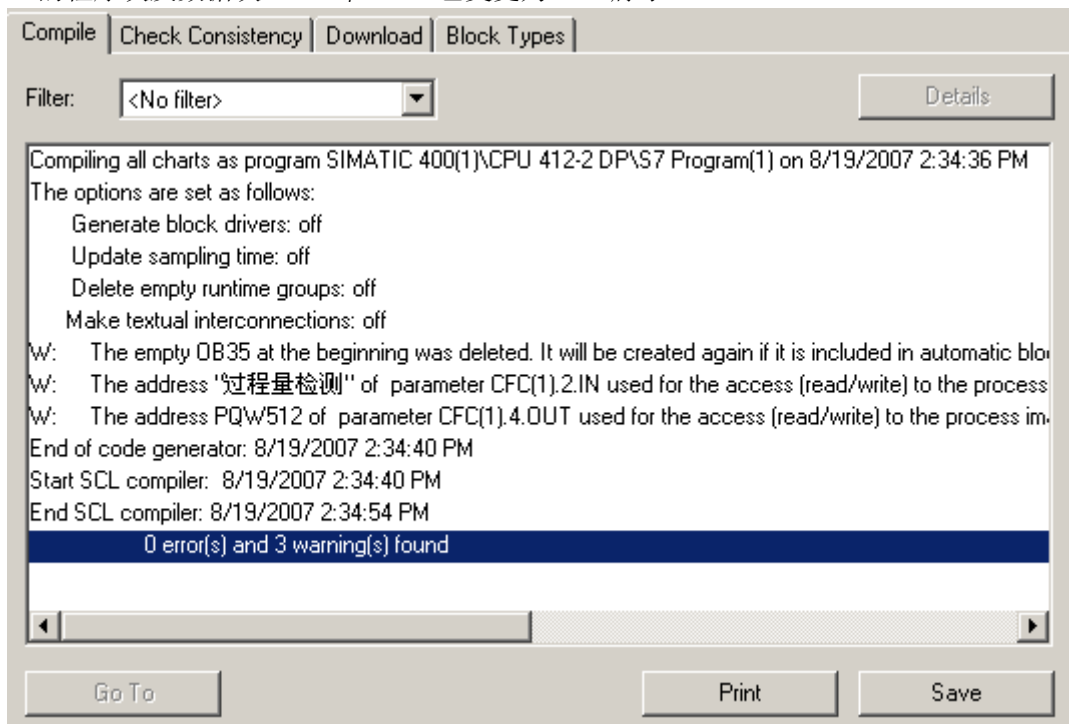 Compile Check Consistency Download Block Types
Filter: <No filter> Details
Compiling all charts as program SIMATIC 400(1)\CPU 412-2 DP\S7 Program(1) on 8/19/2007 2:34:36 PM
The options are set as follows:
Generate block drivers: off
Update sampling time: off
Delete empty runtime groups: off
Make textual interconnections: off
W: The empty OB35 at the beginning was deleted. It will be created again if it is included in automatic
W: The address "过程量检测" of parameter CFC(1).2.IN used for the access (read/write) to the process
W: The address PQW512 of parameter CFC(1).4.OUT used for the access (read/write) to the process
End of code generator: 8/19/2007 2:34:40 PM
Start SCL compiler: 8/19/2007 2:34:40 PM
End SCL compiler: 8/19/2007 2:34:54 PM
0 error(s) and 3 warning(s) found
Go To Print Save